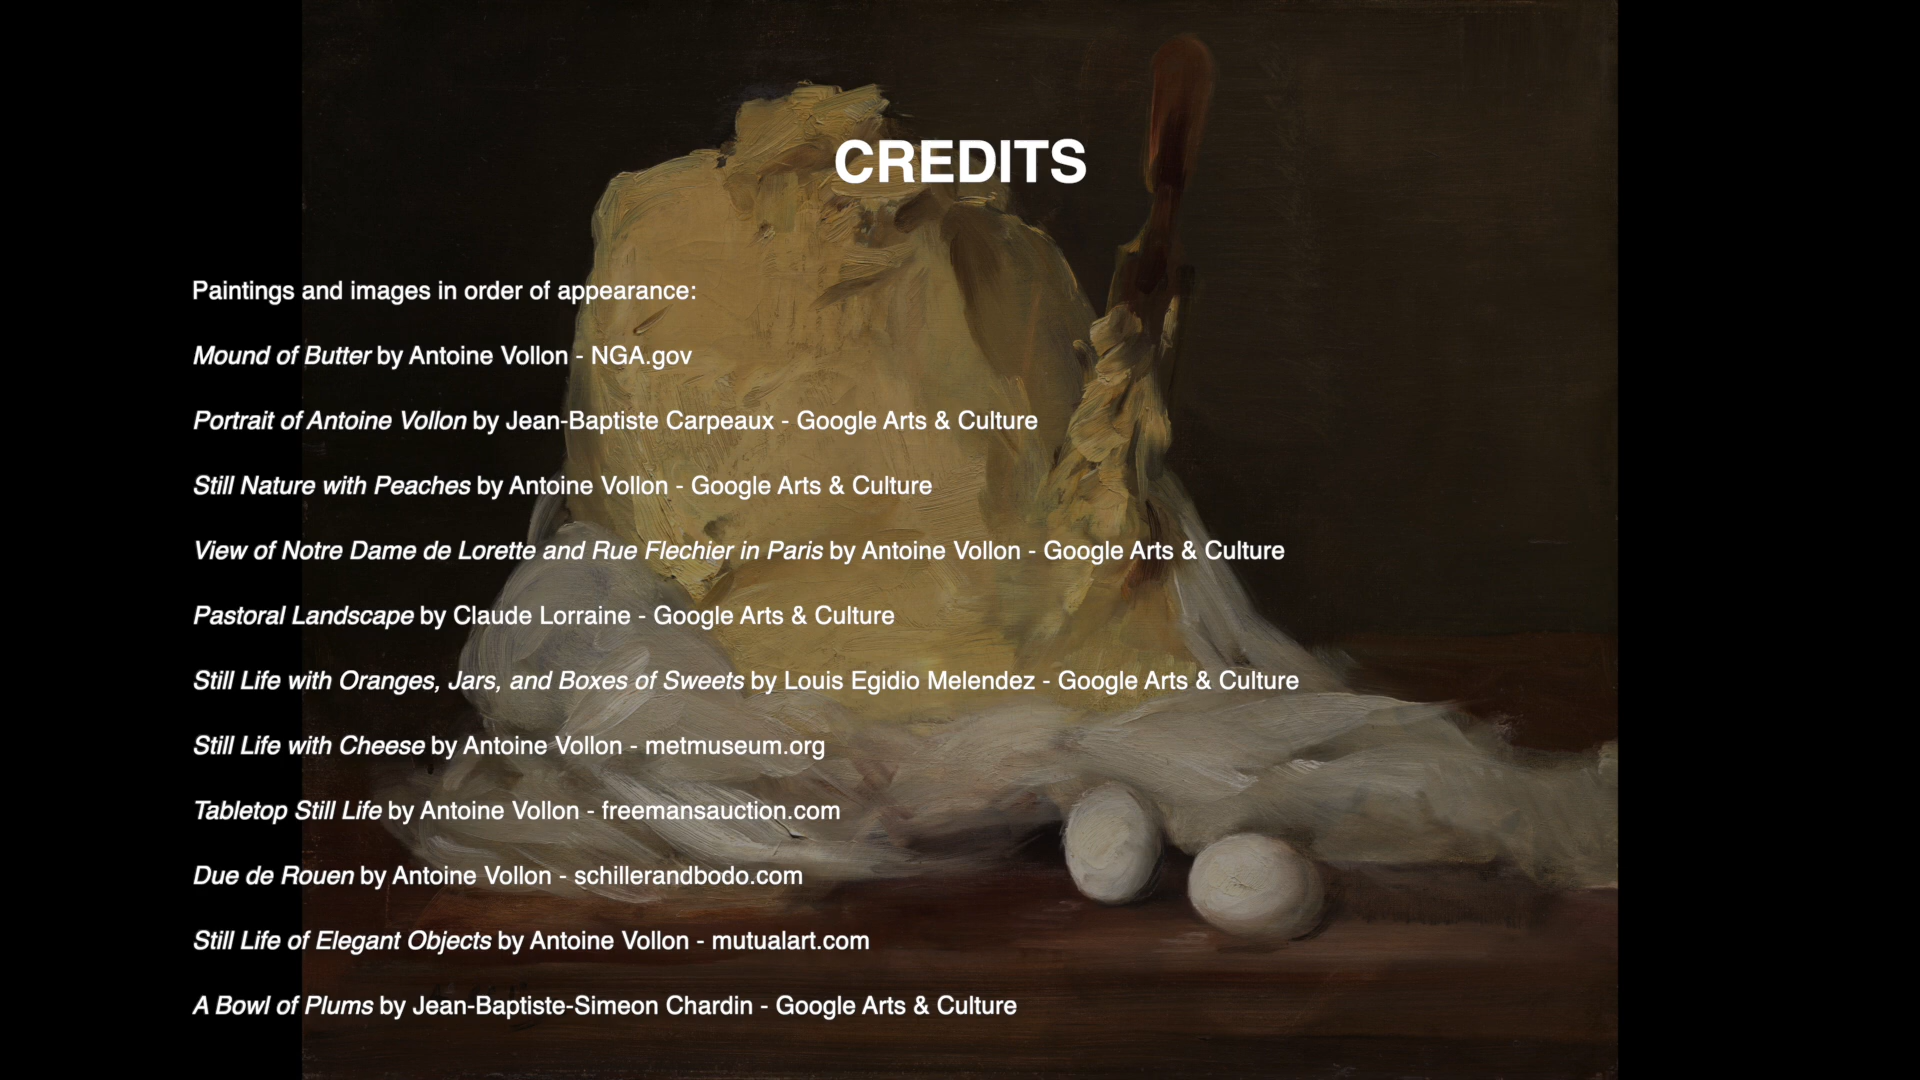 CREDITS
Paintings and images in order of appearance:
Mound of Butter by Antoine Vollon - NGA.gov
Portrait of Antoine Vollon by Jean-Baptiste Carpeaux - Google Arts & Culture
Still Nature with Peaches by Antoine Vollon - Google Arts & Culture
View of Notre Dame de Lorette and Rue Flechier in Paris by Antoine Vollon - Google Arts & Culture
Pastoral Landscape by Claude Lorraine - Google Arts & Culture
Still Life with Oranges, Jars, and Boxes of Sweets by Louis Egidio Melendez - Google Arts & Culture
Still Life with Cheese by Antoine Vollon - metmuseum.org
Tabletop Still Life by Antoine Vollon - freemansauction.com
Due de Rouen by Antoine Vollon - schillerandbodo.com
Still Life of Elegant Objects by Antoine Vollon - mutualart.com
A Bowl of Plums by Jean-Baptiste-Simeon Chardin - Google Arts & Culture